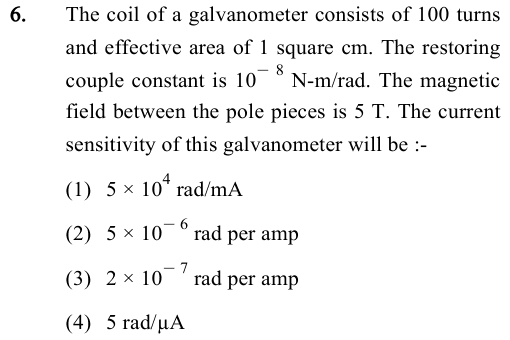 6. The coil of a galvanometer consists of 100 turns
and effective area of 1 square cm. The restoring
couple constant is 10⁻⁸ N-m/rad. The magnetic
field between the pole pieces is 5 T. The current
sensitivity of this galvanometer will be :-
(1) 5 × 10⁴ rad/mA
(2) 5 × 10⁻⁶ rad per amp
(3) 2 × 10⁻⁷ rad per amp
(4) 5 rad/μA